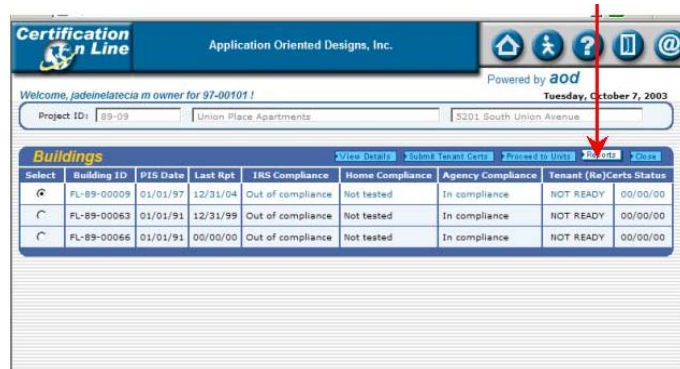 Certification
On Line
Application Oriented Designs, Inc.
Powered by aod
Welcome, jadeinelatecia m owner for 97-00101 !
Tuesday, October 7, 2003
Project ID: 89-09 Union Place Apartments 5201 South Union Avenue
Buildings View Details Submit Tenant Certs Proceed to Units Reports Close
Select Building ID PIS Date Last Rpt IRS Compliance Home Compliance Agency Compliance Tenant (Re)Certs Status
FL-89-00009 01/01/97 12/31/04 Out of compliance Not tested In compliance NOT READY 00/00/00
FL-89-00063 01/01/91 12/31/99 Out of compliance Not tested In compliance NOT READY 00/00/00
FL-89-00066 01/01/91 00/00/00 Out of compliance Not tested In compliance NOT READY 00/00/00